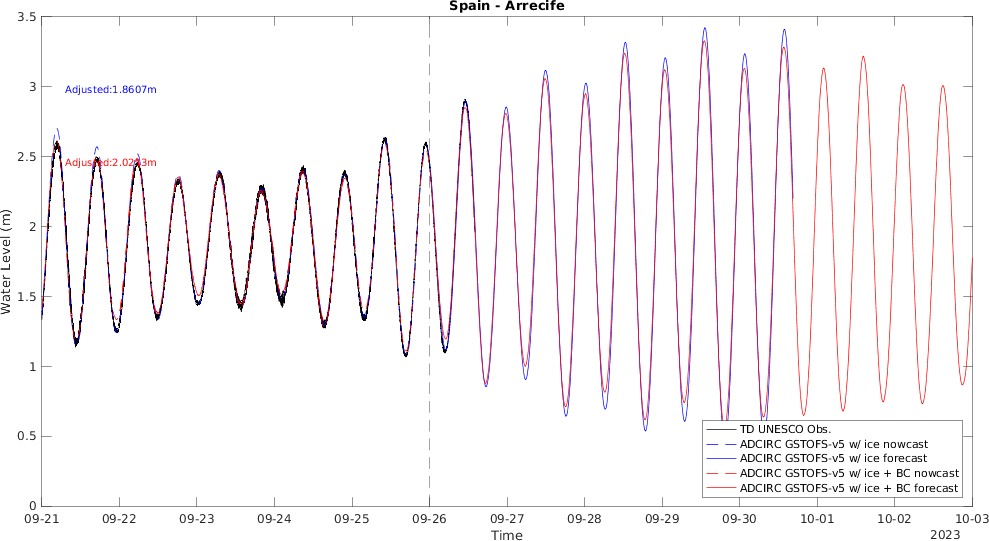 Spain - Arrecife
3.5
3
2.5
2
1.5
1
0.5
0
Water Level (m)
Adjusted:1.8607m
Adjusted:2.0283m
TD UNESCO Obs.
ADCIRC GSTOFS-v5 w/ ice nowcast
ADCIRC GSTOFS-v5 w/ ice forecast
ADCIRC GSTOFS-v5 w/ ice + BC nowcast
ADCIRC GSTOFS-v5 w/ ice + BC forecast
09-21 09-22 09-23 09-24 09-25 09-26 09-27 09-28 09-29 09-30 10-01 10-02 10-03
Time
2023